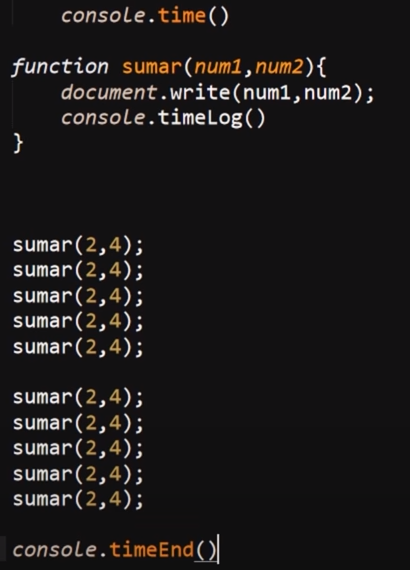 console.time()
function sumar(num1,num2){
document.write(num1,num2);
console.timeLog()
}
sumar(2,4);
sumar(2,4);
sumar(2,4);
sumar(2,4);
sumar(2,4);
sumar(2,4);
sumar(2,4);
sumar(2,4);
sumar(2,4);
sumar(2,4);
console.timeEnd()